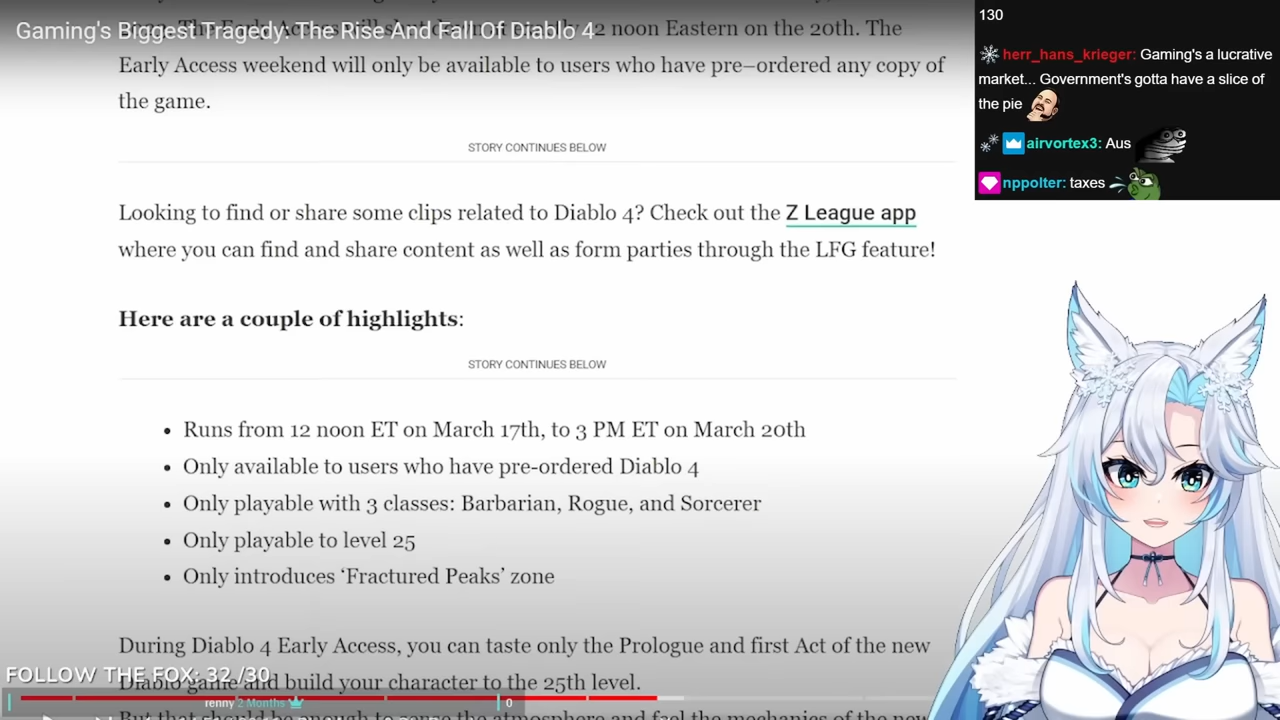 Gaming's Biggest Tragedy: The Rise And Fall Of Diablo 4
12 noon Eastern on the 20th. The
Early Access weekend will only be available to users who have pre–ordered any copy of
the game.
STORY CONTINUES BELOW
Looking to find or share some clips related to Diablo 4? Check out the Z League app
where you can find and share content as well as form parties through the LFG feature!
Here are a couple of highlights:
STORY CONTINUES BELOW
• Runs from 12 noon ET on March 17th, to 3 PM ET on March 20th
• Only available to users who have pre-ordered Diablo 4
• Only playable with 3 classes: Barbarian, Rogue, and Sorcerer
• Only playable to level 25
• Only introduces ‘Fractured Peaks’ zone
During Diablo 4 Early Access, you can taste only the Prologue and first Act of the new
Diablo game and build your character to the 25th level.
FOLLOW THE FOX: 32 /30
renny 2 Months
0
130
herr_hans_krieger: Gaming's a lucrative
market... Government's gotta have a slice of
the pie
airvortex3: Aus
nppolter: taxes